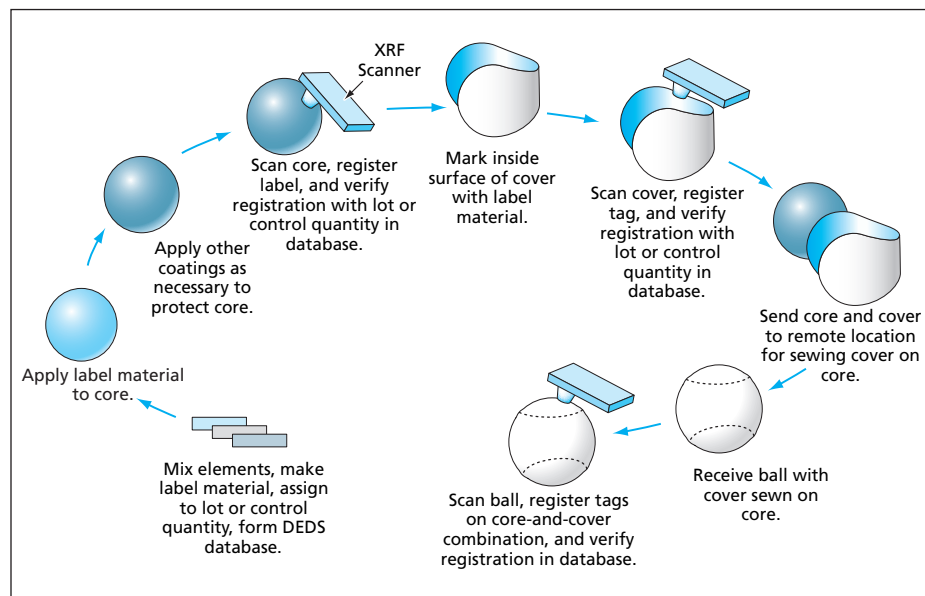 Mix elements, make
label material, assign
to lot or control
quantity, form DEDS
database.
Apply label material
to core.
Apply other
coatings as
necessary to
protect core.
XRF
Scanner
Scan core, register
label, and verify
registration with lot or
control quantity in
database.
Mark inside
surface of cover
with label
material.
Scan cover, register
tag, and verify
registration with
lot or control
quantity in
database.
Send core and cover
to remote location
for sewing cover on
core.
Receive ball with
cover sewn on
core.
Scan ball, register tags
on core-and-cover
combination, and verify
registration in database.